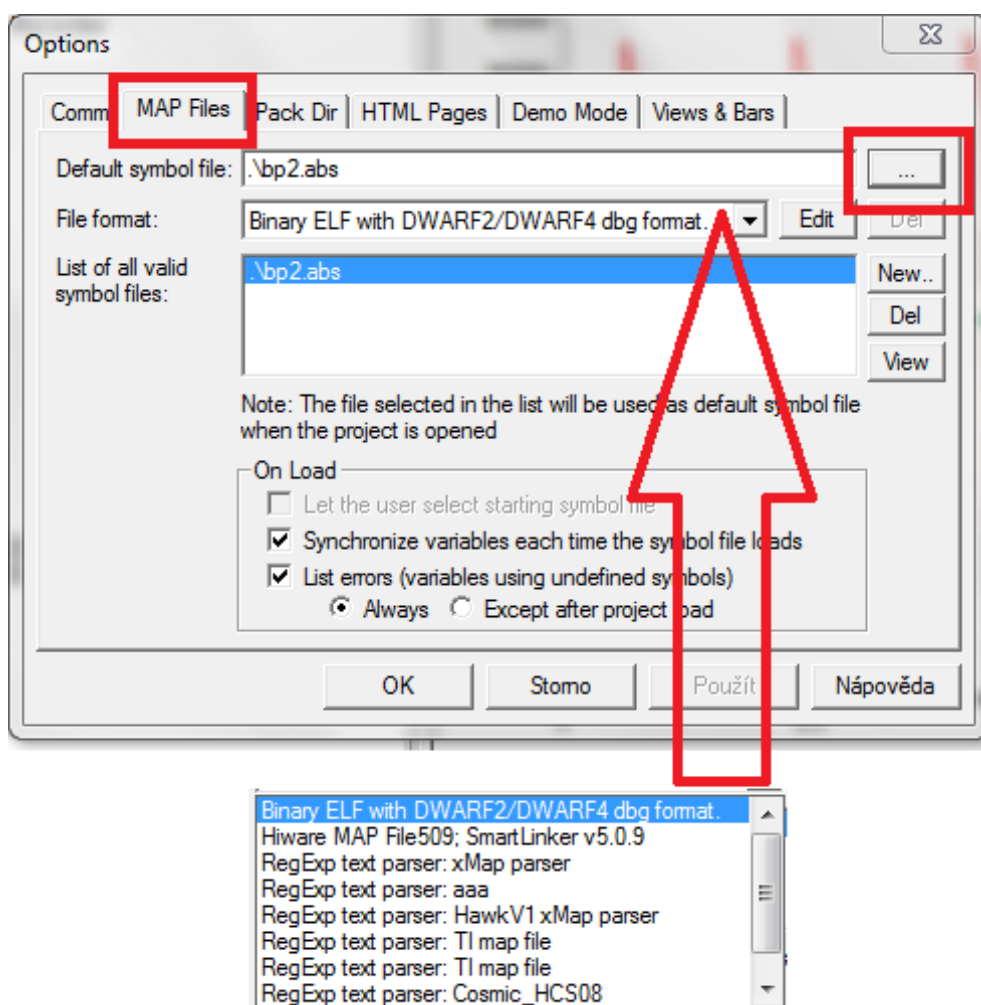 Options
Comm MAP Files Pack Dir HTML Pages Demo Mode Views & Bars
Default symbol file: .\bp2.abs ...
File format: Binary ELF with DWARF2/DWARF4 dbg format. Edit Del
List of all valid .\bp2.abs New..
symbol files:
Del
View
Note: The file selected in the list will be used as default symbol file
when the project is opened
On Load
Let the user select starting symbol file
Synchronize variables each time the symbol file loads
List errors (variables using undefined symbols)
Always Except after project load
OK Storno Použít Nápověda
Binary ELF with DWARF2/DWARF4 dbg format.
Hiware MAP File509; SmartLinker v5.0.9
RegExp text parser: xMap parser
RegExp text parser: aaa
RegExp text parser: HawkV1 xMap parser
RegExp text parser: TI map file
RegExp text parser: TI map file
RegExp text parser: Cosmic_HCS08